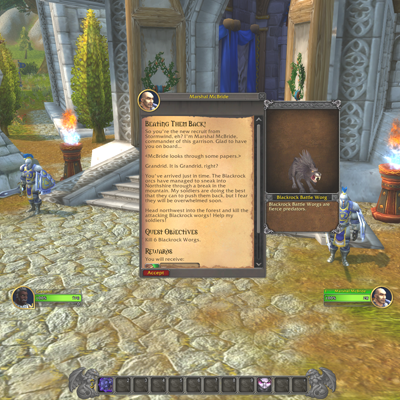 Marshal McBride
Beating Them Back!
So you're the new recruit from
Stormwind, eh? I'm Marshal McBride,
commander of this garrison. Glad to have
you on board...
<McBride looks through some papers.>
Grandrid. It is Grandrid, right?
You've arrived just in time. The Blackrock
orcs have managed to sneak into
Northshire through a break in the
mountain. My soldiers are doing the best
that they can to push them back, but I fear
they will be overwhelmed soon.
Head northwest into the forest and kill the
attacking Blackrock worgs! Help my
soldiers!
Quest Objectives
Kill 6 Blackrock Worgs.
Rewards
You will receive:
Accept
Blackrock Battle Worg
Blackrock Battle Worgs are
fierce predators.